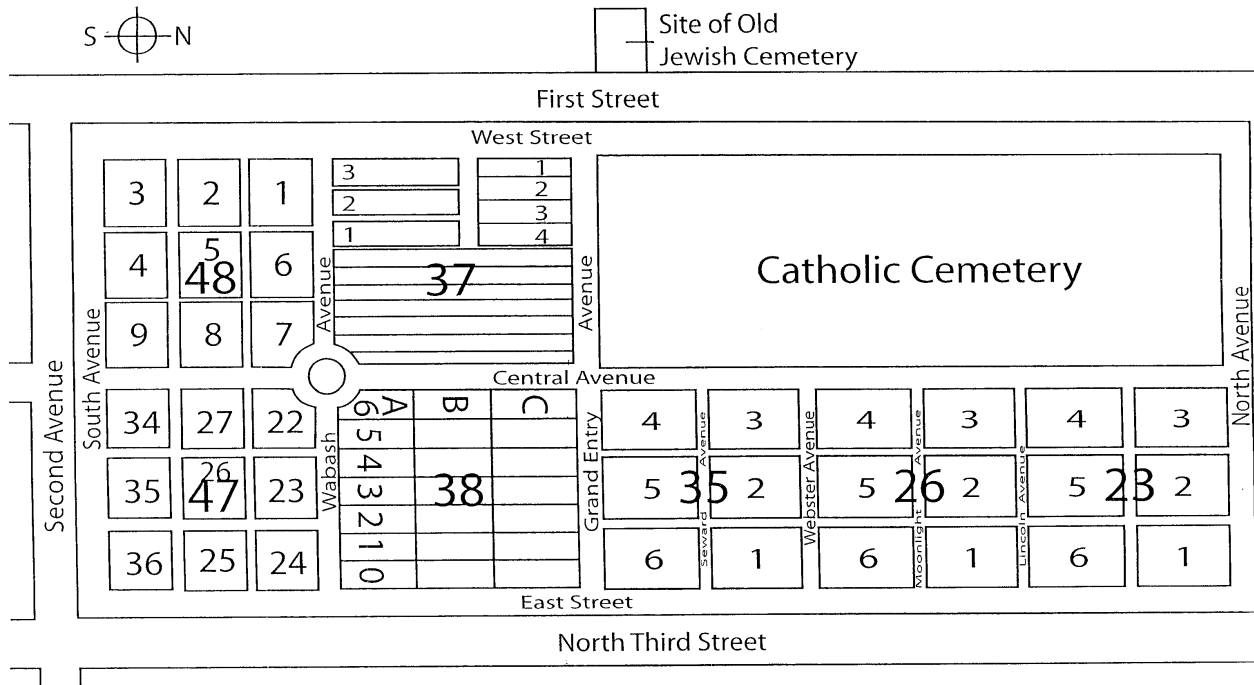 S N
Site of Old
Jewish Cemetery
First Street
West Street
3 2 1
4 5 6
48
9 8 7
3
2
1
1
2
3
4
37
Avenue
Avenue
Catholic Cemetery
South Avenue
Second Avenue
North Avenue
Central Avenue
34 27 22
35 26 23
47
36 25 24
Wabash
A B C
6
5
4
3
2
1
0
38
Grand Entry
4 3 4 3 4 3
5 35 2 5 26 2 5 23 2
6 1 6 1 6 1
Seward Avenue
Webster Avenue
Moonlight Avenue
Lincoln Avenue
East Street
North Third Street